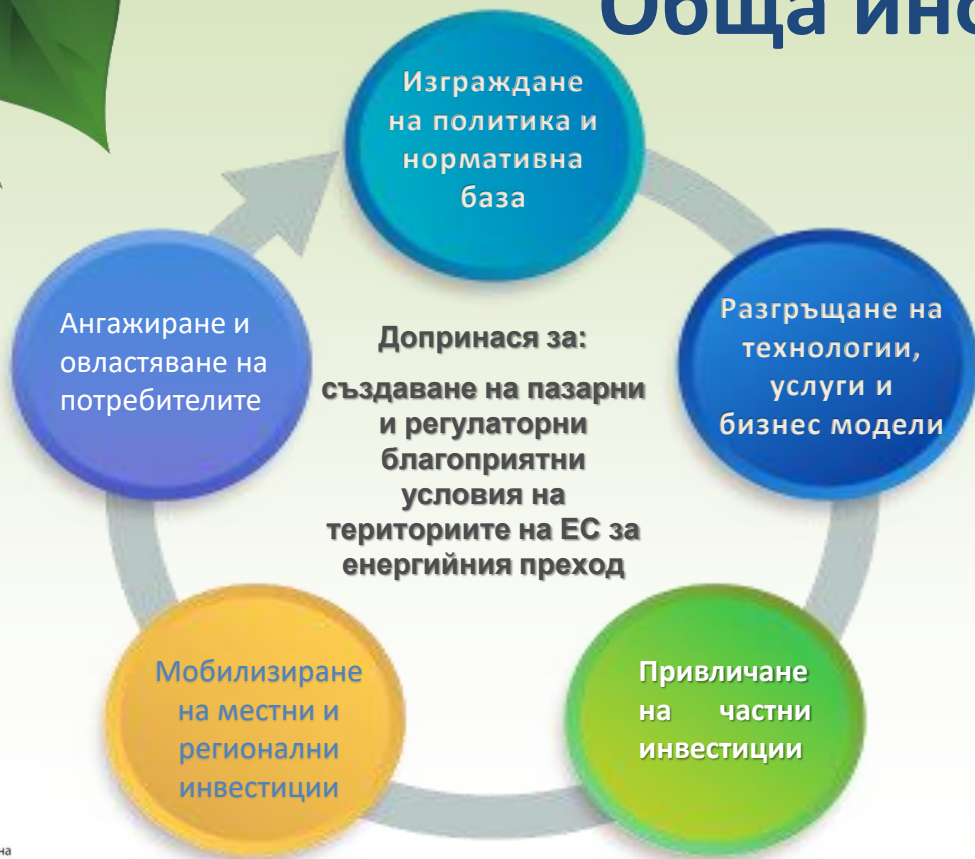 Обща
Изграждане
на политика и
нормативна
база
Разгръщане на
технологии,
услуги и
бизнес модели
Привличане
на частни
инвестиции
Мобилизиране
на местни и
регионални
инвестиции
Ангажиране и
овластяване на
потребителите
Допринася за:
създаване на пазарни
и регулаторни
благоприятни
условия на
териториите на ЕС за
енергийния преход
на